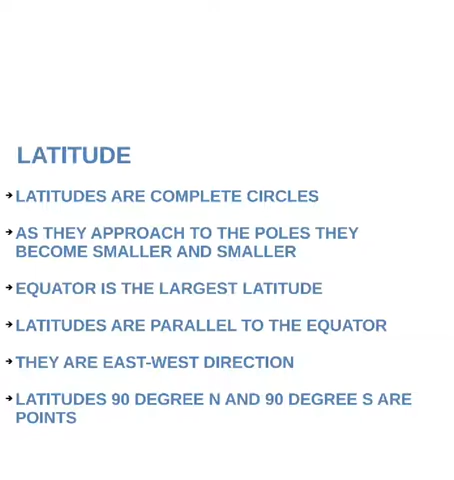 LATITUDE
LATITUDES ARE COMPLETE CIRCLES
AS THEY APPROACH TO THE POLES THEY
BECOME SMALLER AND SMALLER
EQUATOR IS THE LARGEST LATITUDE
LATITUDES ARE PARALLEL TO THE EQUATOR
THEY ARE EAST-WEST DIRECTION
LATITUDES 90 DEGREE N AND 90 DEGREE S ARE
POINTS